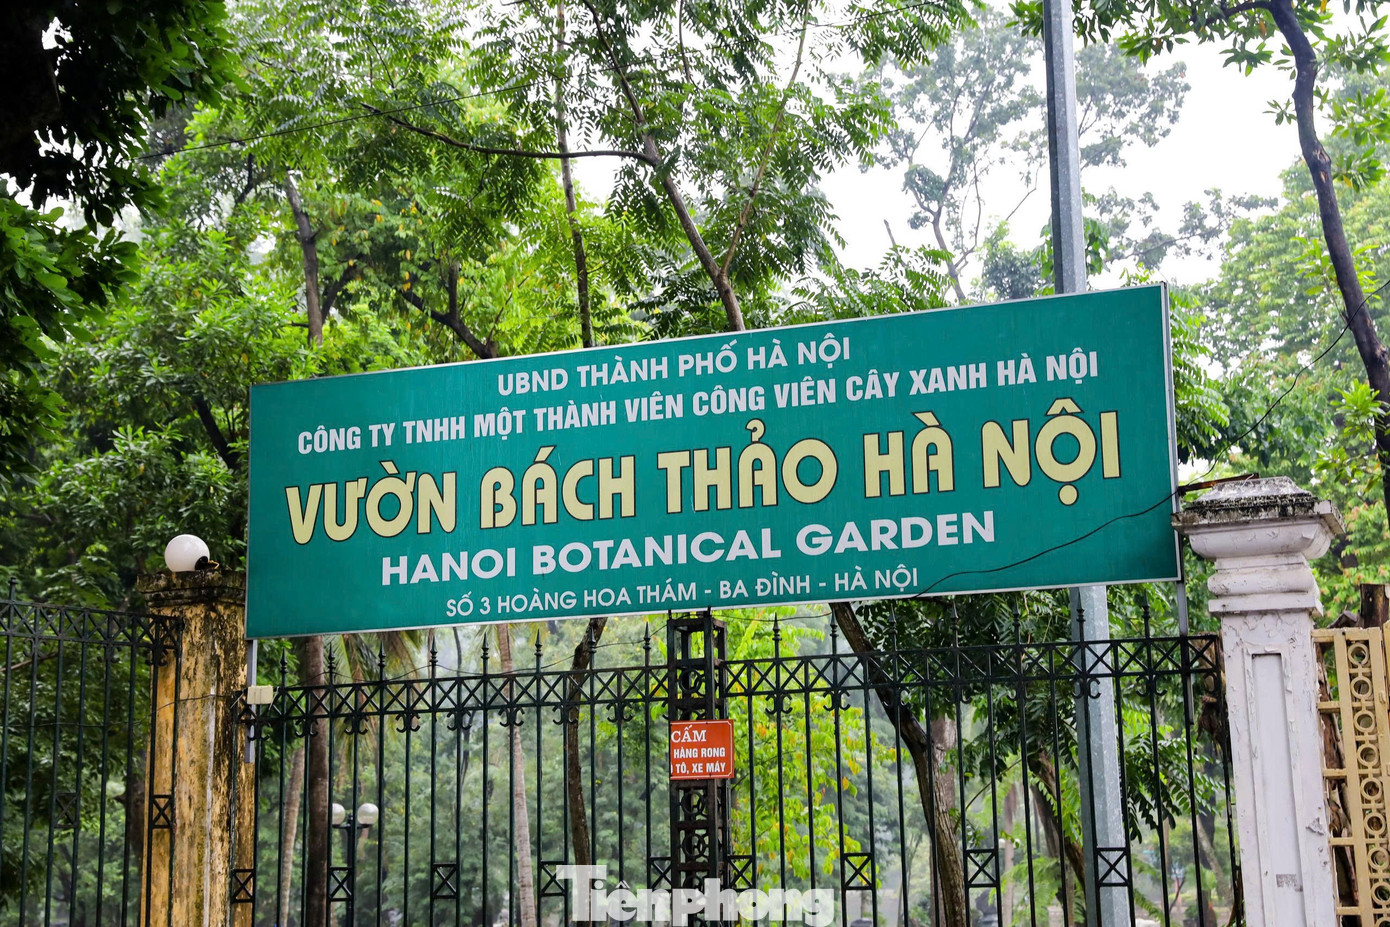 UBND THÀNH PHỐ HÀ NỘI
CÔNG TY TNHH MỘT THÀNH VIÊN CÔNG VIÊN CÂY XANH HÀ NỘI
VƯỜN BÁCH THẢO HÀ NỘI
HANOI BOTANICAL GARDEN
SỐ 3 HOÀNG HOA THÁM - BA ĐÌNH - HÀ NỘI
CẤM
HÀNG RONG
TÔ, XE MÁY
Tiền phong